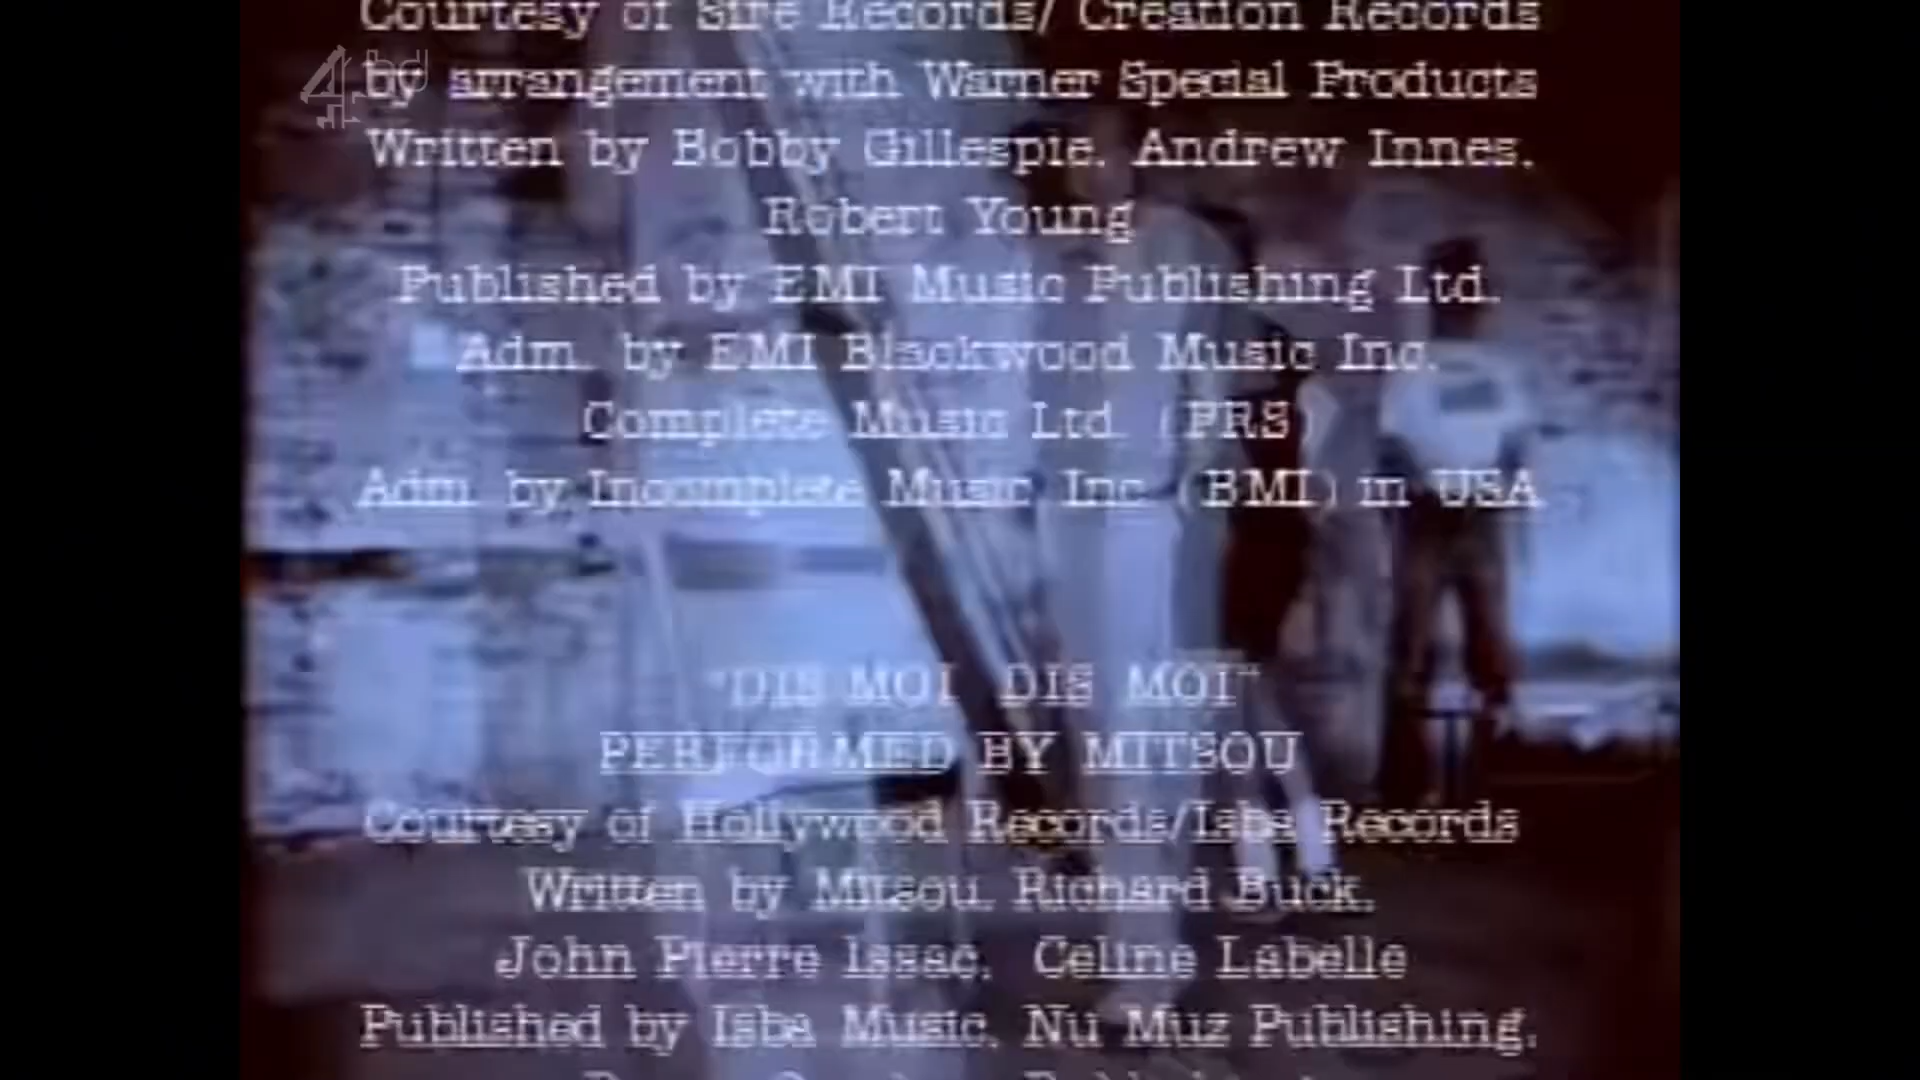 Courtesy of Sire Records/ Creation Records
4 hd
by arrangement with Warner Special Products
Written by Bobby Gillespie, Andrew Innes,
Robert Young
Published by EMI Music Publishing Ltd.
Adm. by EMI Blackwood Music Inc.
Complete Music Ltd. (PRS)
Adm. by Incomplete Music Inc. (BMI) in USA
"DIS MOI, DIS MOI"
PERFORMED BY MITSOU
Courtesy of Hollywood Records/Isba Records
Written by Mitsou, Richard Buck,
John Pierre Issac, Celine Labelle
Published by Isba Music, Nu Muz Publishing,